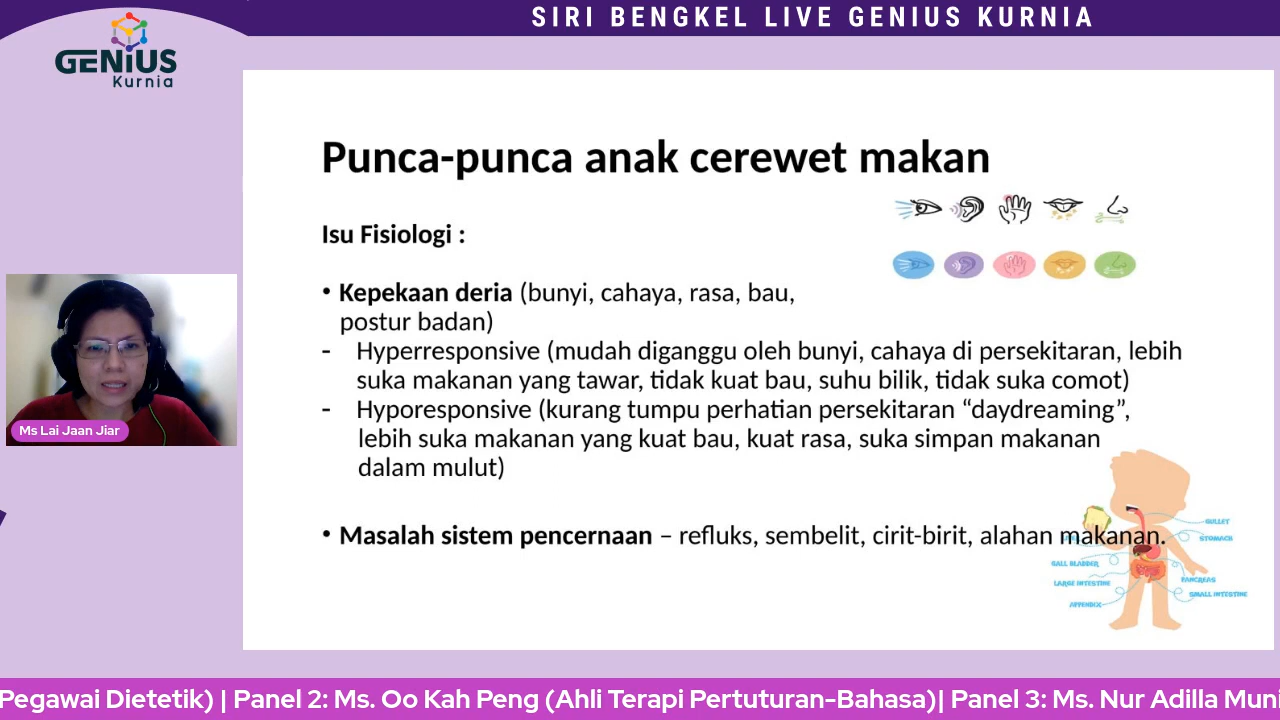 SIRI BENGKEL LIVE GENIUS KURNIA
GENIUS
Kurnia
Punca-punca anak cerewet makan
Isu Fisiologi :
• Kepekaan deria (bunyi, cahaya, rasa, bau,
postur badan)
- Hyperresponsive (mudah diganggu oleh bunyi, cahaya di persekitaran, lebih
suka makanan yang tawar, tidak kuat bau, suhu bilik, tidak suka comot)
- Hyporesponsive (kurang tumpu perhatian persekitaran “daydreaming”,
lebih suka makanan yang kuat bau, kuat rasa, suka simpan makanan
dalam mulut)
• Masalah sistem pencernaan – refluks, sembelit, cirit-birit, alahan makanan.
GULLET
STOMACH
GALL BLADDER
LARGE INTESTINE
PANCREAS
SMALL INTESTINE
APPENDIX
Ms Lai Jaan Jiar
Pegawai Dietetik) | Panel 2: Ms. Oo Kah Peng (Ahli Terapi Pertuturan-Bahasa)| Panel 3: Ms. Nur Adilla Muni